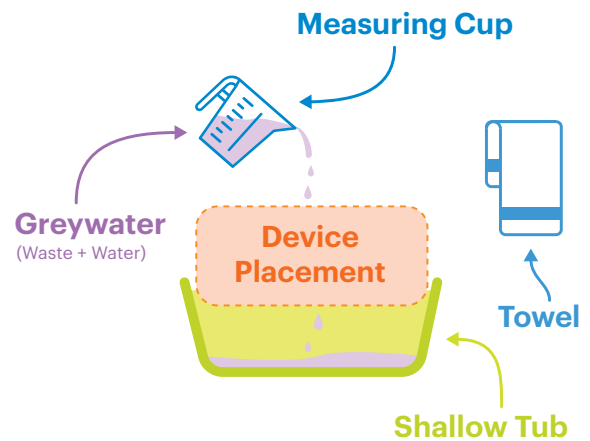 Measuring Cup
Greywater
(Waste + Water)
Device
Placement
Towel
Shallow Tub